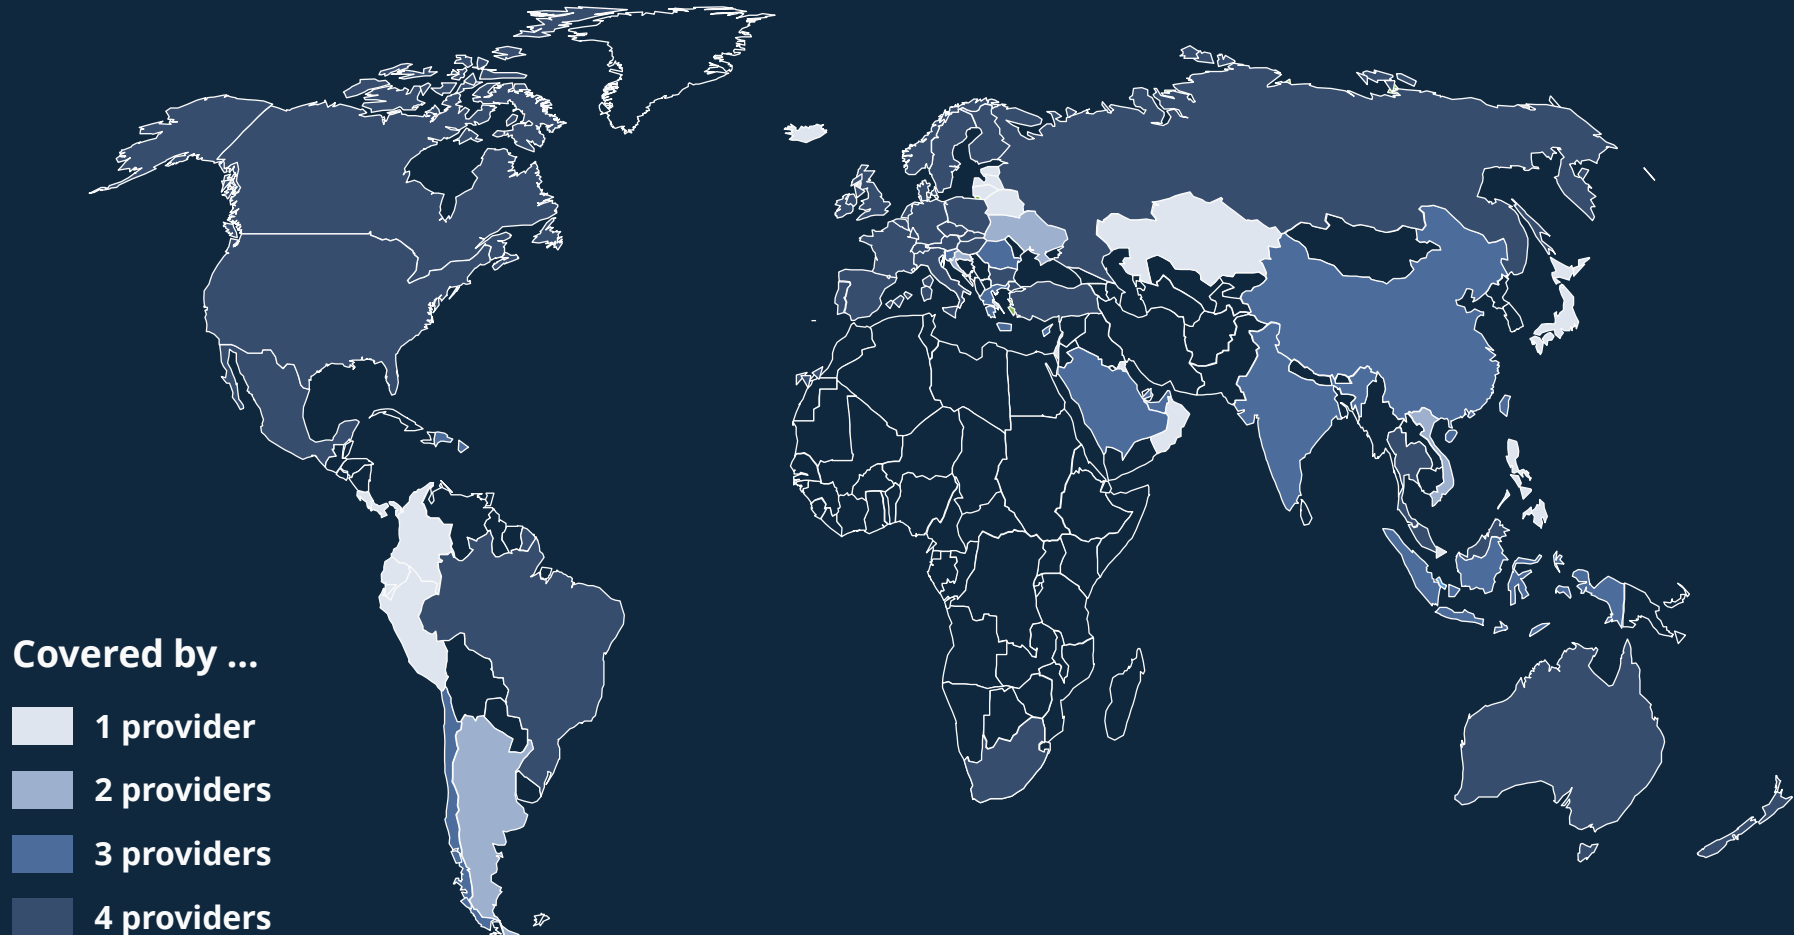 Covered by ...
1 provider
2 providers
3 providers
4 providers